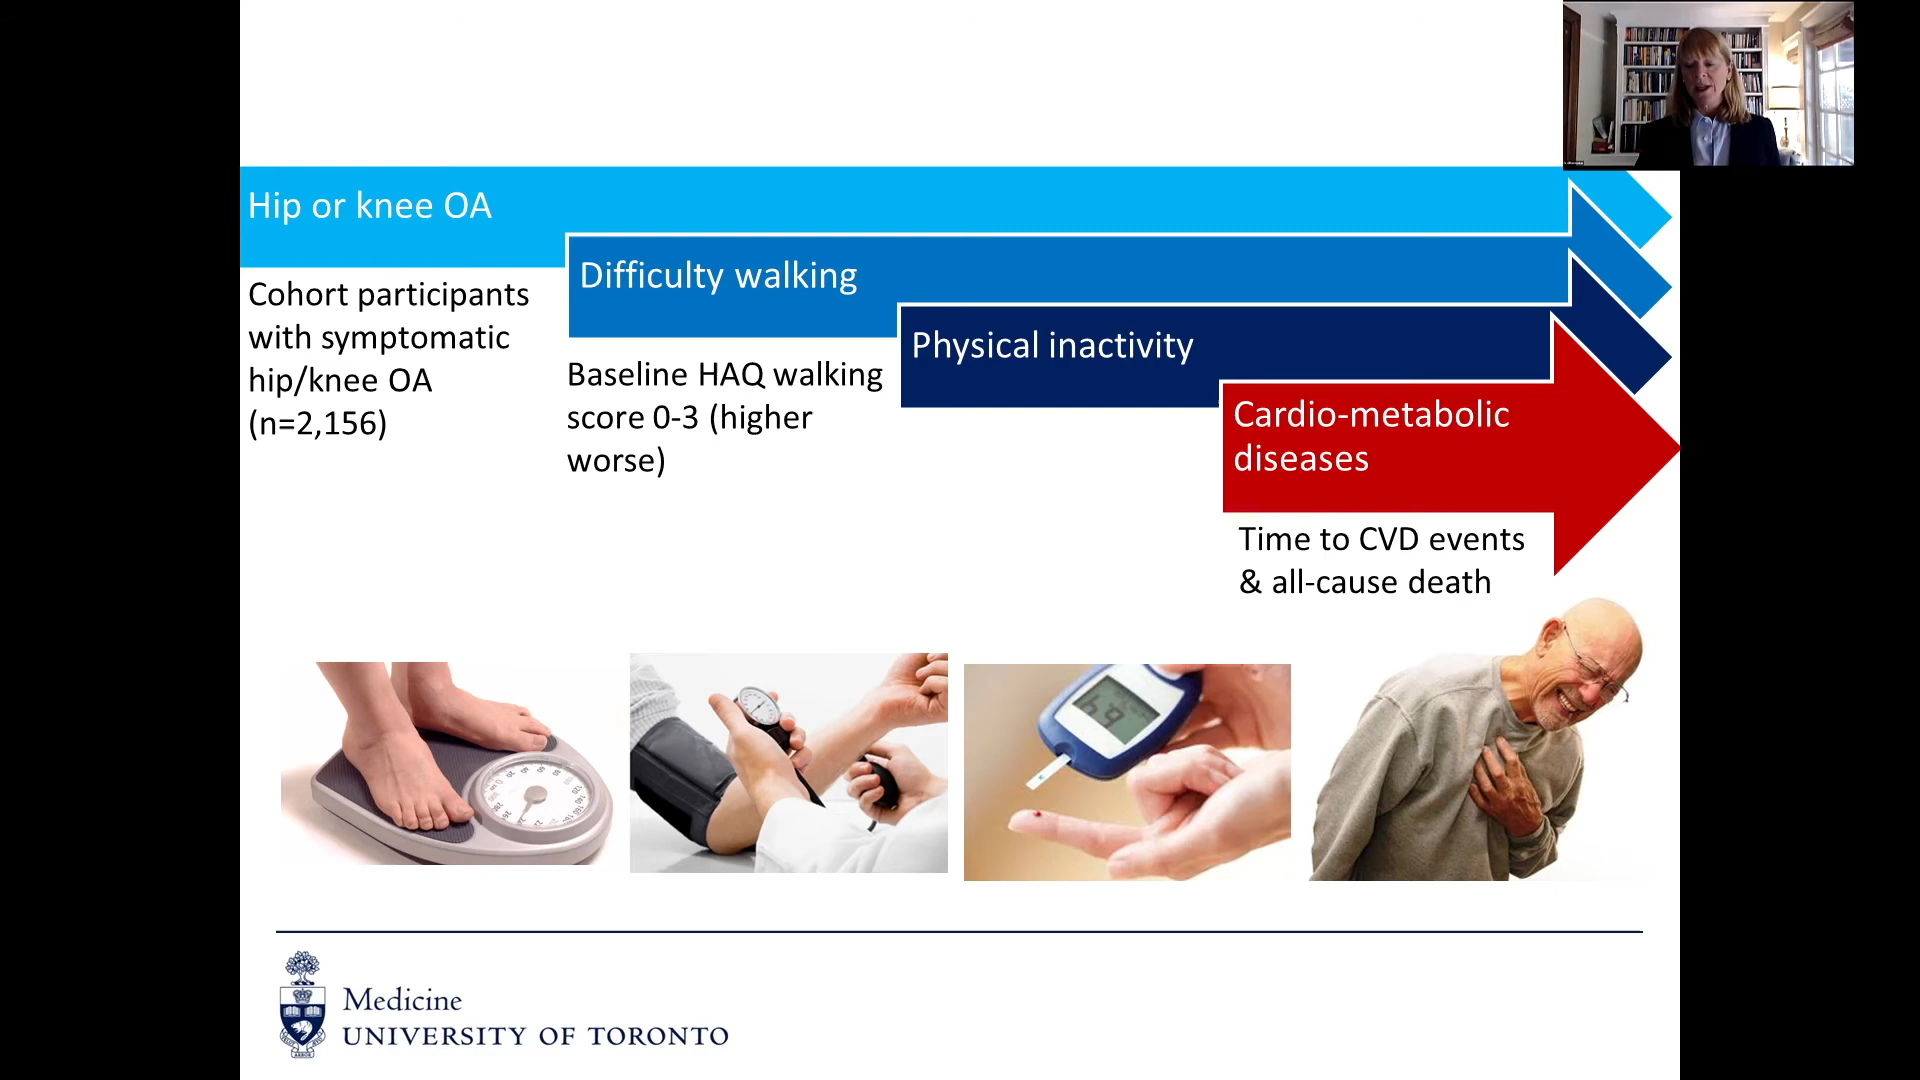 Hip or knee OA
Cohort participants
with symptomatic
hip/knee OA
(n=2,156)
Difficulty walking
Baseline HAQ walking
score 0-3 (higher
worse)
Physical inactivity
Cardio-metabolic
diseases
Time to CVD events
& all-cause death
Medicine
UNIVERSITY OF TORONTO